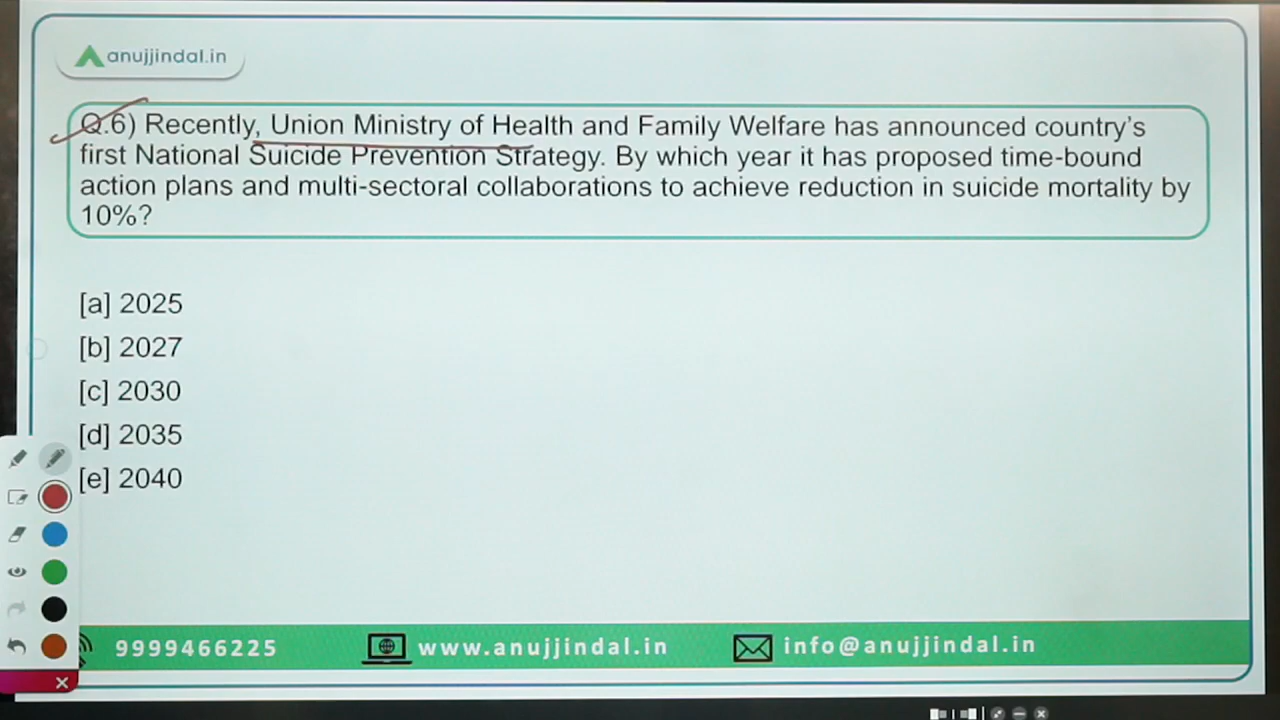 anujjindal.in
Q.6) Recently, Union Ministry of Health and Family Welfare has announced country's
first National Suicide Prevention Strategy. By which year it has proposed time-bound
action plans and multi-sectoral collaborations to achieve reduction in suicide mortality by
10%?
[a] 2025
[b] 2027
[c] 2030
[d] 2035
[e] 2040
9999466225 www.anujjindal.in info@anujjindal.in